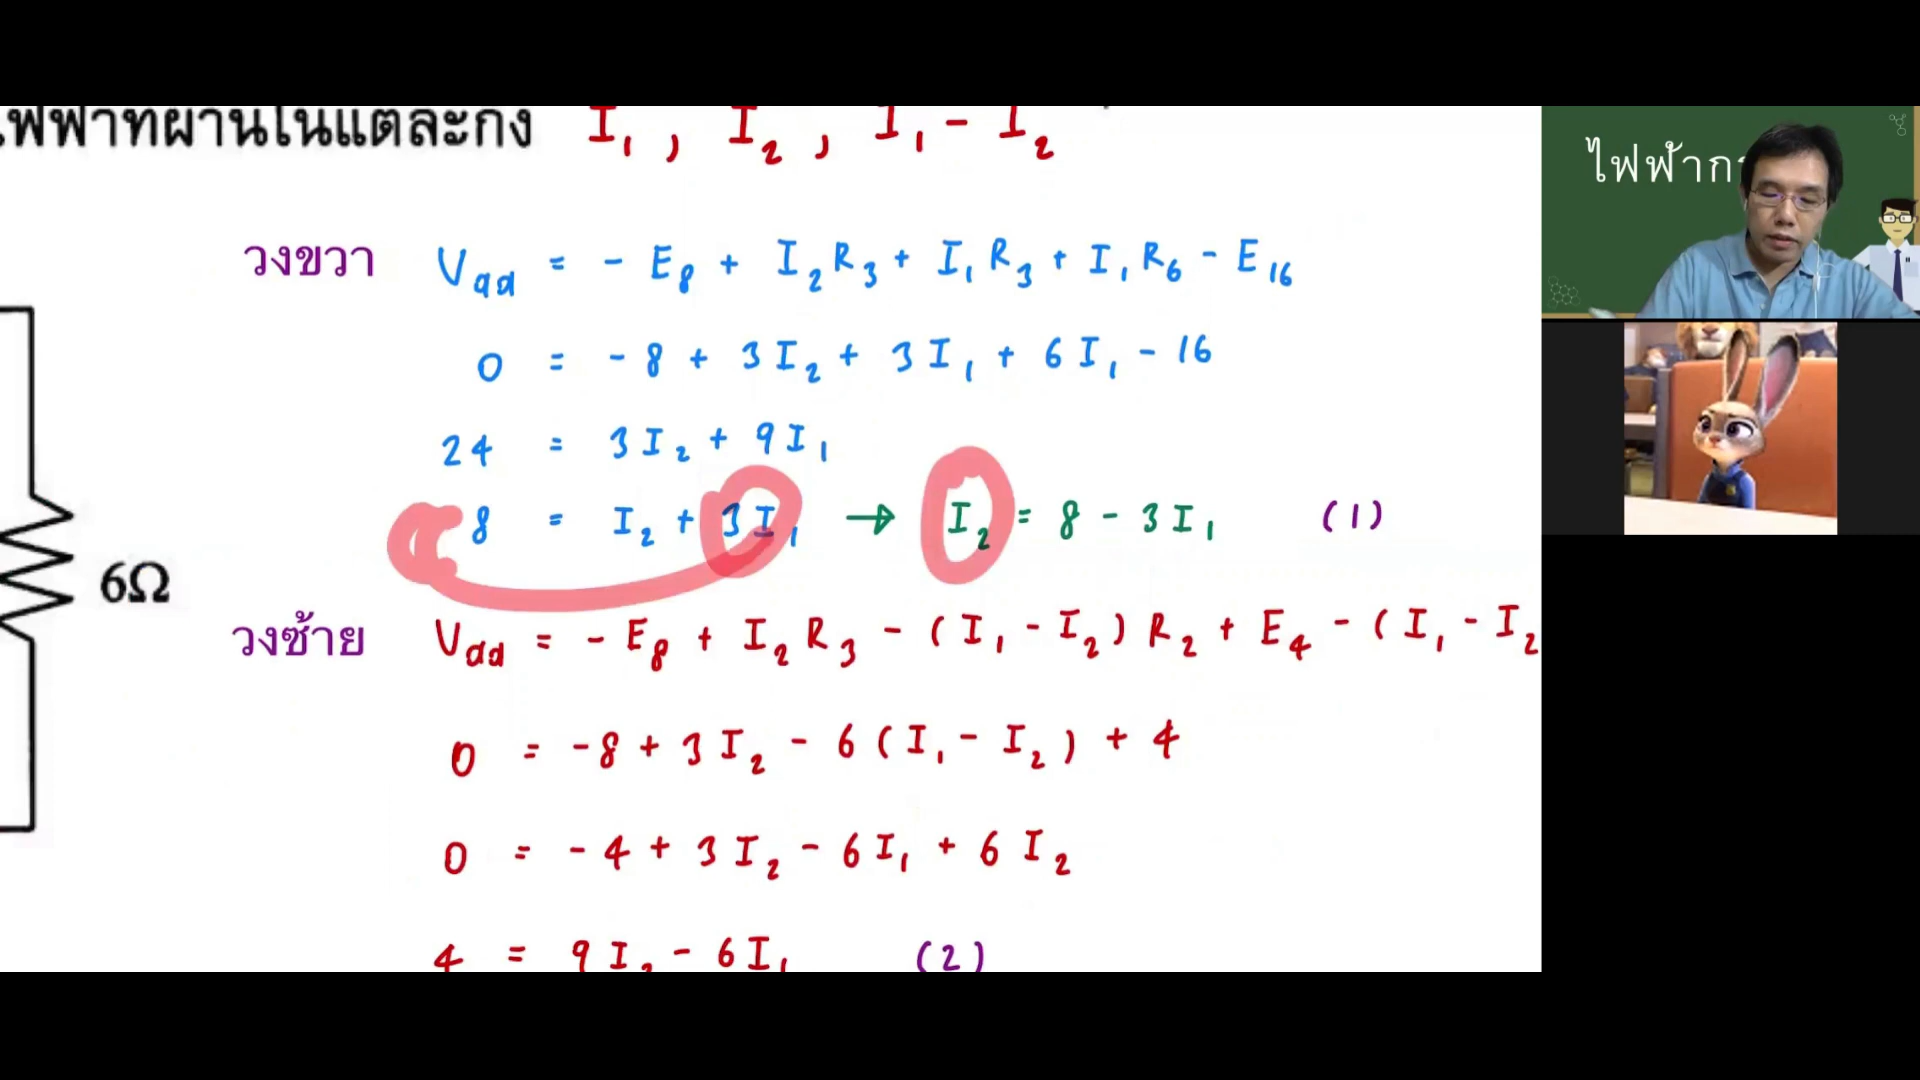 ไฟฟ้าที่ผ่านในแต่ละกิ่ง I₁ , I₂ , I₁ - I₂
วงขวา Vaa = - E₈ + I₂R₃ + I₁R₃ + I₁R₆ - E₁₆
0 = - 8 + 3I₂ + 3I₁ + 6I₁ - 16
24 = 3I₂ + 9I₁
8 = I₂ + 3I₁ → I₂ = 8 - 3I₁ (1)
6Ω
วงซ้าย Vaa = - E₈ + I₂R₃ - (I₁ - I₂)R₂ + E₄ - (I₁ - I₂
0 = -8 + 3I₂ - 6(I₁ - I₂) + 4
0 = -4 + 3I₂ - 6I₁ + 6I₂
4 = 9I₂ - 6I₁ (2)
ไฟฟ้าก